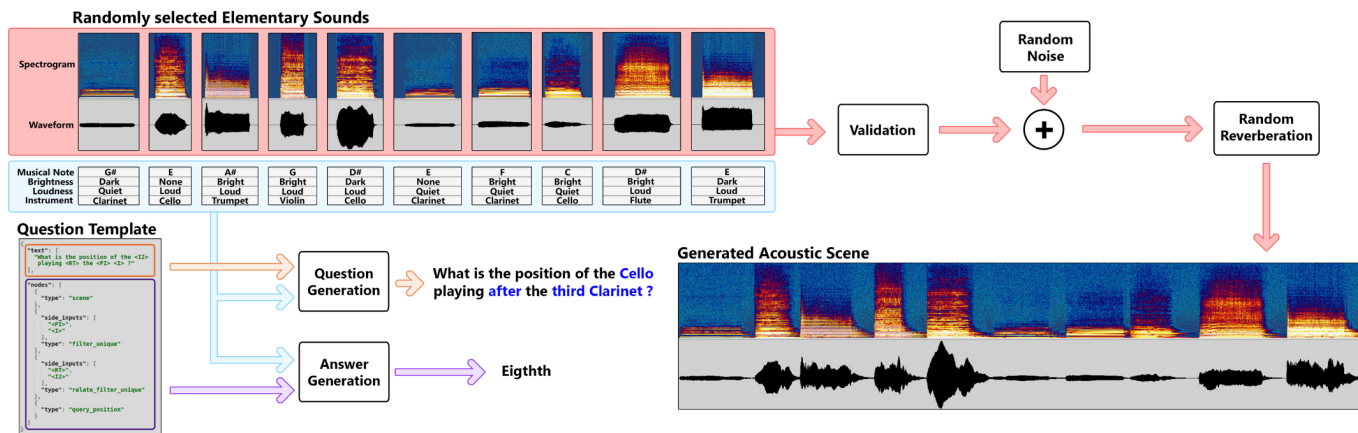 Randomly selected Elementary Sounds
Spectrogram
Waveform
Random
Noise
Validation
+
Random
Reverberation
Musical Note G# E A# G D# E F C D# E
Brightness Dark None Bright Bright Dark None Bright Bright Bright Dark
Loudness Quiet Loud Loud Loud Loud Quiet Quiet Quiet Loud Loud
Instrument Clarinet Cello Trumpet Violin Cello Clarinet Clarinet Cello Flute Trumpet
Question Template
{
"text": [
"What is the position of the <I2>
playing <RT> the <PI> <I> ?"
],
"nodes": [
{
"type": "scene"
},
{
"side_inputs": [
"<PI>",
"<I>"
],
"type": "filter_unique"
},
{
"side_inputs": [
"<RT>",
"<I2>"
],
"type": "relate_filter_unique"
},
{
"type": "query_position"
}
]
}
Question
Generation
What is the position of the Cello
playing after the third Clarinet ?
Answer
Generation
Eigthth
Generated Acoustic Scene